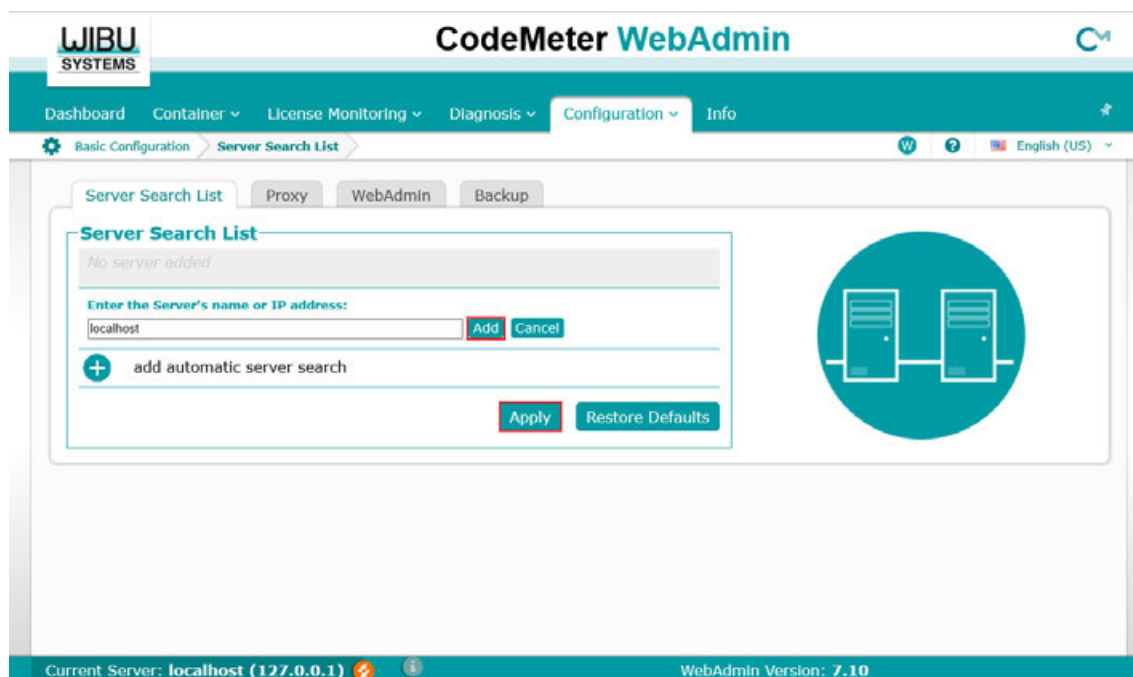 WIBU
SYSTEMS
CodeMeter WebAdmin
CM
Dashboard Container License Monitoring Diagnosis Configuration Info
Basic Configuration Server Search List W ? English (US)
Server Search List Proxy WebAdmin Backup
Server Search List
No server added
Enter the Server's name or IP address:
localhost Add Cancel
+ add automatic server search
Apply Restore Defaults
Current Server: localhost (127.0.0.1) i WebAdmin Version: 7.10